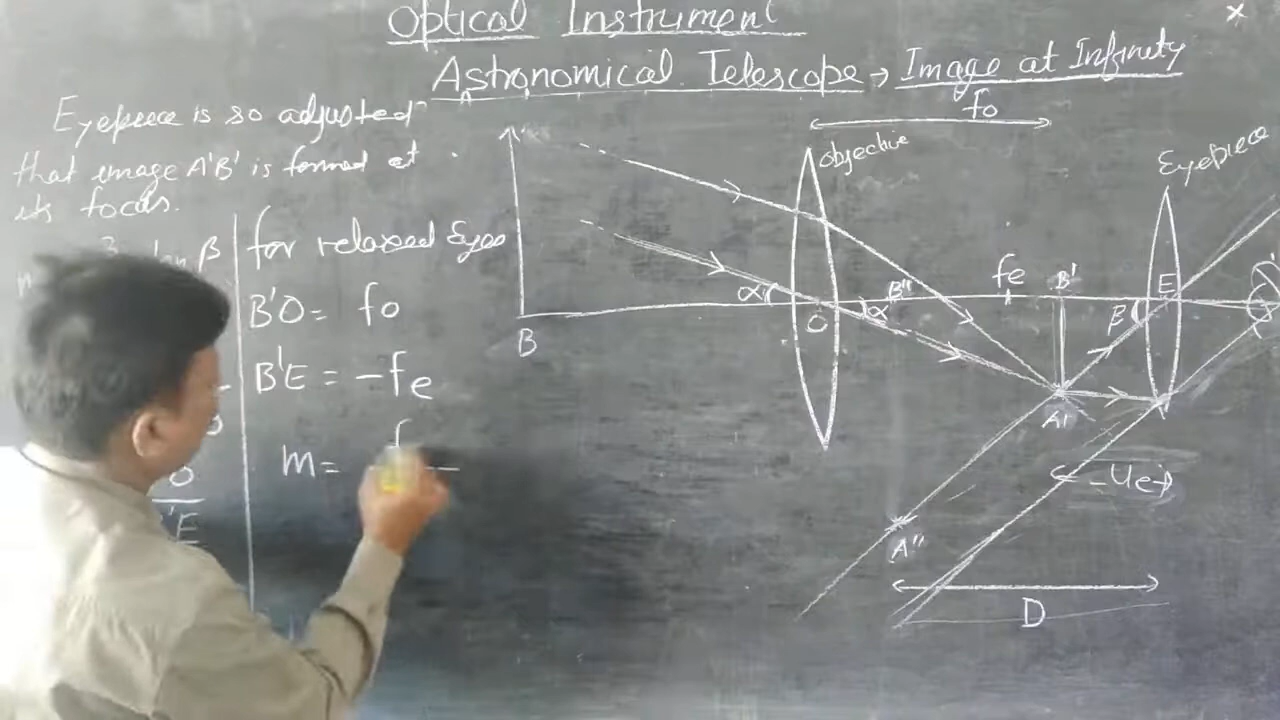 Optical Instrument
Astronomical Telescope → Image at Infinity
Eyepiece is so adjusted
that image A'B' is formed at
its focus.
for relaxed Eyes
B'O = fo
B'E = -fe
m =
β
O
'E
fo
Objective
Eyepiece
α
O
α
B''
fe
B'
β
E
B
A'
-ue
A''
D